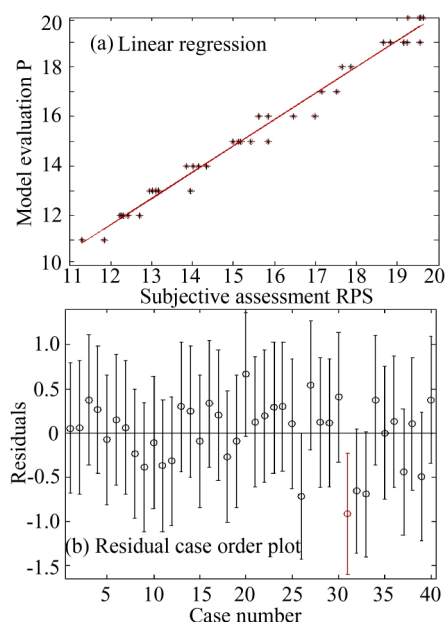 20
(a) Linear regression
18
16
14
12
10
Model evaluation P
11 12 13 14 15 16 17 18 19 20
Subjective assessment RPS
1.0
0.5
0
-0.5
-1.0
-1.5
Residuals
(b) Residual case order plot
5 10 15 20 25 30 35 40
Case number